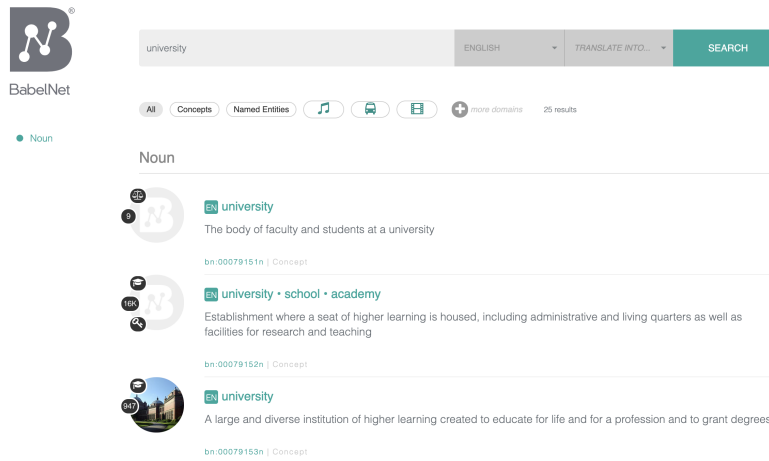 ®
BabelNet
university
ENGLISH
TRANSLATE INTO...
SEARCH
All
Concepts
Named Entities
more domains
25 results
Noun
Noun
9
EN university
The body of faculty and students at a university
bn:00079151n | Concept
16K
EN university • school • academy
Establishment where a seat of higher learning is housed, including administrative and living quarters as well as
facilities for research and teaching
bn:00079152n | Concept
947
EN university
A large and diverse institution of higher learning created to educate for life and for a profession and to grant degrees
bn:00079153n | Concept